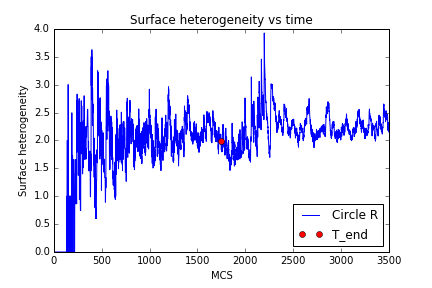 Surface heterogeneity vs time
Surface heterogeneity
4.0
3.5
3.0
2.5
2.0
1.5
1.0
0.5
0.0
0 500 1000 1500 2000 2500 3000 3500
MCS
Circle R
T_end